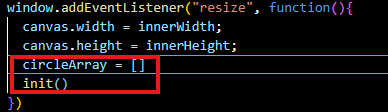 window.addEventListener("resize", function(){
canvas.width = innerWidth;
canvas.height = innerHeight;
circleArray = []
init()
})